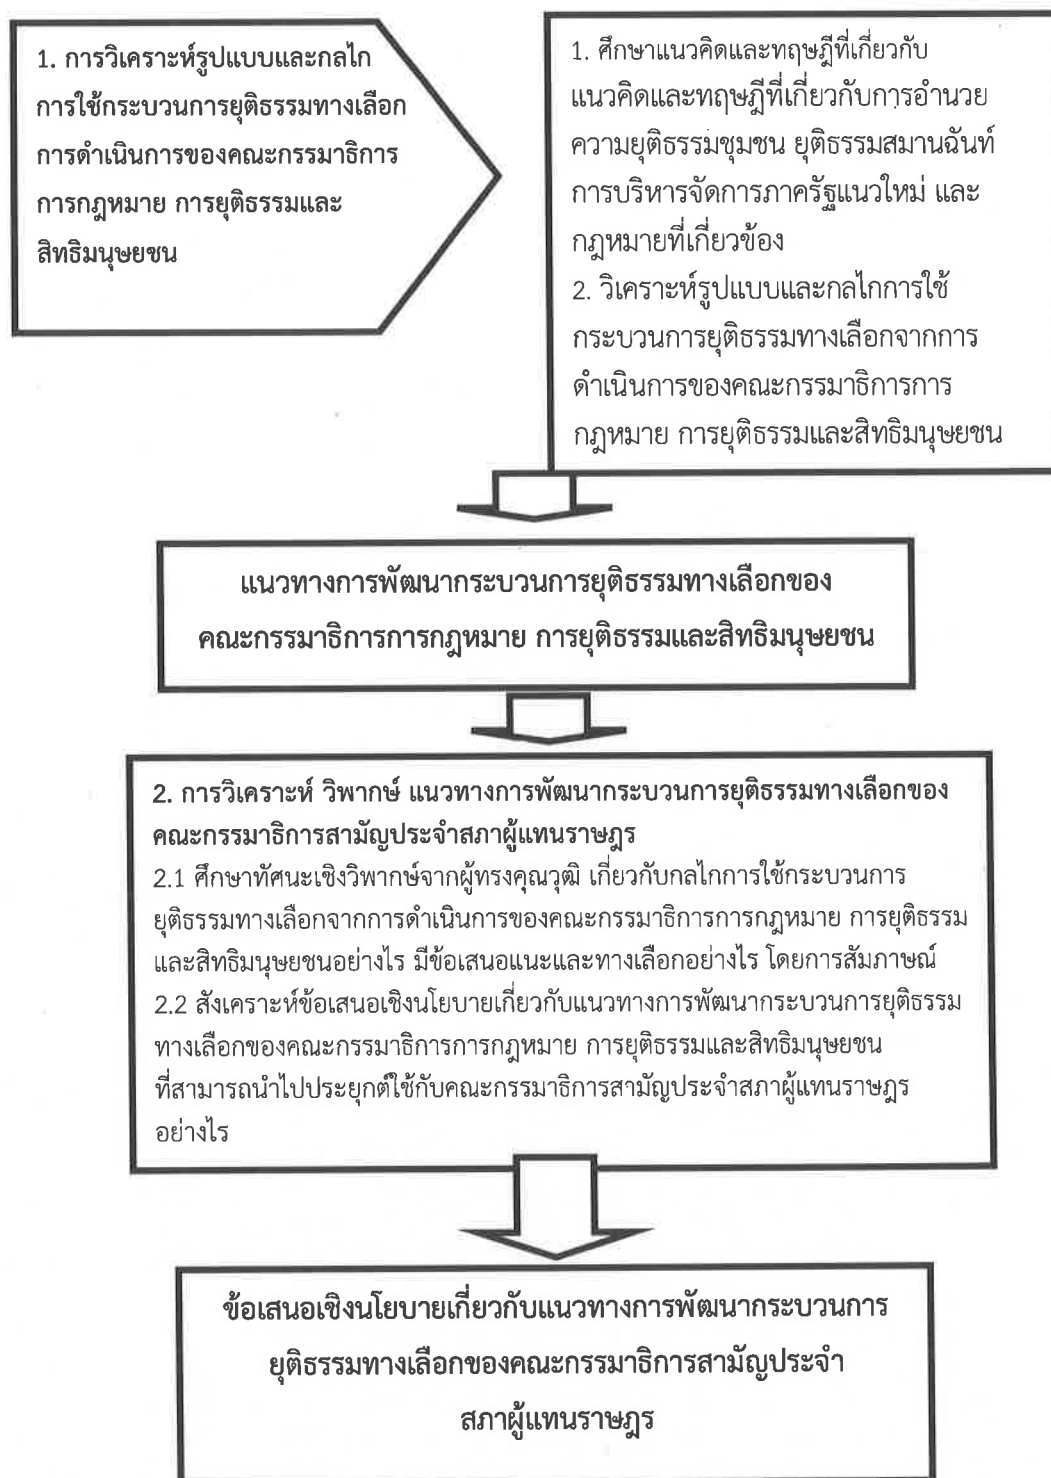 1. การวิเคราะห์รูปแบบและกลไก
การใช้กระบวนการยุติธรรมทางเลือก
การดำเนินการของคณะกรรมาธิการ
การกฎหมาย การยุติธรรมและ
สิทธิมนุษยชน
1. ศึกษาแนวคิดและทฤษฎีที่เกี่ยวกับ
แนวคิดและทฤษฎีที่เกี่ยวกับการอำนวย
ความยุติธรรมชุมชน ยุติธรรมสมานฉันท์
การบริหารจัดการภาครัฐแนวใหม่ และ
กฎหมายที่เกี่ยวข้อง
2. วิเคราะห์รูปแบบและกลไกการใช้
กระบวนการยุติธรรมทางเลือกจากการ
ดำเนินการของคณะกรรมาธิการการ
กฎหมาย การยุติธรรมและสิทธิมนุษยชน
แนวทางการพัฒนากระบวนการยุติธรรมทางเลือกของ
คณะกรรมาธิการการกฎหมาย การยุติธรรมและสิทธิมนุษยชน
2. การวิเคราะห์ วิพากษ์ แนวทางการพัฒนากระบวนการยุติธรรมทางเลือกของ
คณะกรรมาธิการสามัญประจำสภาผู้แทนราษฎร
2.1 ศึกษาทัศนะเชิงวิพากษ์จากผู้ทรงคุณวุฒิ เกี่ยวกับกลไกการใช้กระบวนการ
ยุติธรรมทางเลือกจากการดำเนินการของคณะกรรมาธิการการกฎหมาย การยุติธรรม
และสิทธิมนุษยชนอย่างไร มีข้อเสนอแนะและทางเลือกอย่างไร โดยการสัมภาษณ์
2.2 สังเคราะห์ข้อเสนอเชิงนโยบายเกี่ยวกับแนวทางการพัฒนากระบวนการยุติธรรม
ทางเลือกของคณะกรรมาธิการการกฎหมาย การยุติธรรมและสิทธิมนุษยชน
ที่สามารถนำไปประยุกต์ใช้กับคณะกรรมาธิการสามัญประจำสภาผู้แทนราษฎร
อย่างไร
ข้อเสนอเชิงนโยบายเกี่ยวกับแนวทางการพัฒนากระบวนการ
ยุติธรรมทางเลือกของคณะกรรมาธิการสามัญประจำ
สภาผู้แทนราษฎร